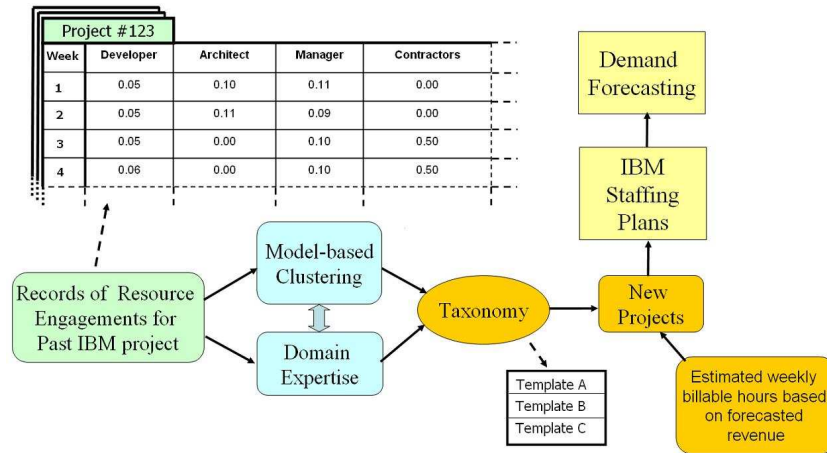 Project #123
Week Developer Architect Manager Contractors
1 0.05 0.10 0.11 0.00
2 0.05 0.11 0.09 0.00
3 0.05 0.00 0.10 0.50
4 0.06 0.00 0.10 0.50
Demand
Forecasting
IBM
Staffing
Plans
Model-based
Clustering
Records of Resource
Engagements for
Past IBM project
Domain
Expertise
Taxonomy
New
Projects
Template A
Template B
Template C
Estimated weekly
billable hours based
on forecasted
revenue